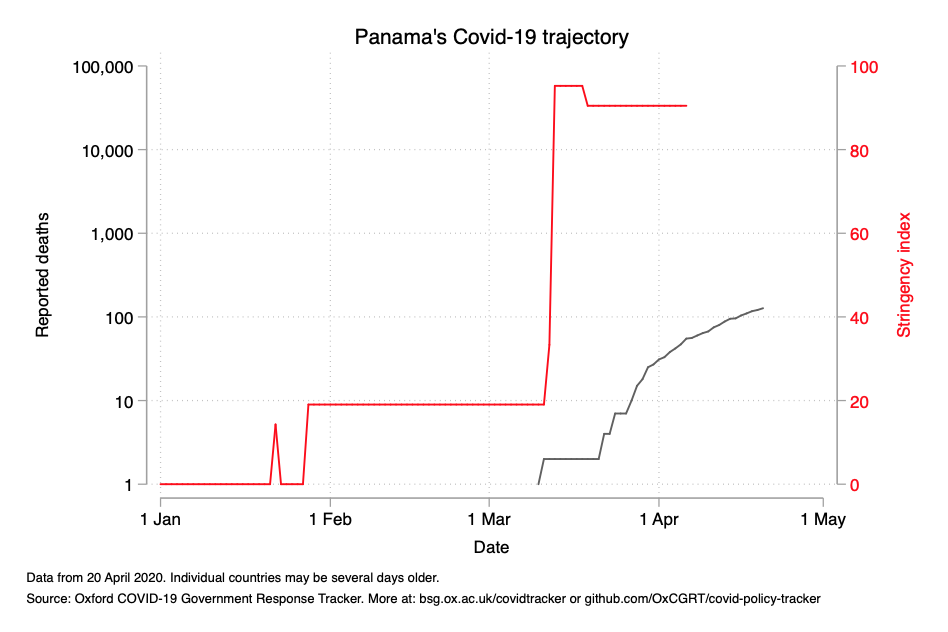 Panama's Covid-19 trajectory
100,000
10,000
1,000
100
10
1
Reported deaths
100
80
60
40
20
0
Stringency index
1 Jan
1 Feb
1 Mar
1 Apr
1 May
Date
Data from 20 April 2020. Individual countries may be several days older.
Source: Oxford COVID-19 Government Response Tracker. More at: bsg.ox.ac.uk/covidtracker or github.com/OxCGRT/covid-policy-tracker